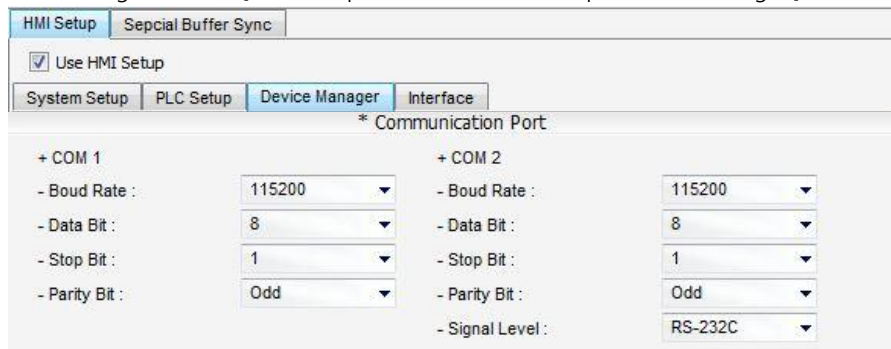 HMI Setup Sepcial Buffer Sync
Use HMI Setup
System Setup PLC Setup Device Manager Interface
* Communication Port
+ COM 1 + COM 2
- Boud Rate : 115200 - Boud Rate : 115200
- Data Bit : 8 - Data Bit : 8
- Stop Bit : 1 - Stop Bit : 1
- Parity Bit : Odd - Parity Bit : Odd
- Signal Level : RS-232C